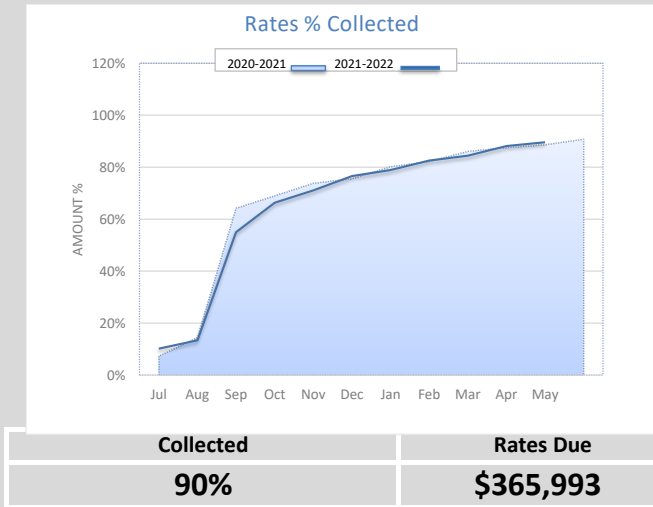 Rates % Collected
2020-2021 2021-2022
120%
100%
80%
60%
40%
20%
0%
AMOUNT %
Jul Aug Sep Oct Nov Dec Jan Feb Mar Apr May
Collected Rates Due
90% $365,993